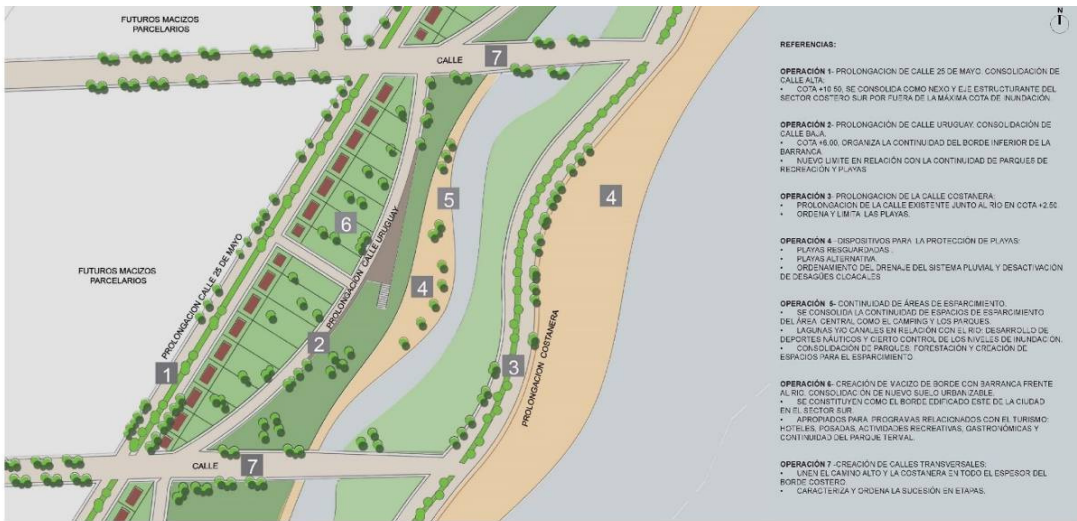 FUTUROS MACIZOS
PARCELARIOS
7
CALLE
N
REFERENCIAS:
OPERACIÓN 1- PROLONGACION DE CALLE 25 DE MAYO. CONSOLIDACIÓN DE
CALLE ALTA:
• COTA +10.50, SE CONSOLIDA COMO NEXO Y EJE ESTRUCTURANTE DEL
SECTOR COSTERO SUR POR FUERA DE LA MÁXIMA COTA DE INUNDACIÓN
OPERACIÓN 2- PROLONGACIÓN DE CALLE URUGUAY. CONSOLIDACIÓN DE
CALLE BAJA.
• COTA +6.00, ORGANIZA LA CONTINUIDAD DEL BORDE INFERIOR DE LA
BARRANCA
• NUEVO LIMITE EN RELACIÓN CON LA CONTINUIDAD DE PARQUES DE
RECREACIÓN Y PLAYAS
OPERACIÓN 3- PROLONGACION DE LA CALLE COSTANERA:
• PROLONGACION DE LA CALLE EXISTENTE JUNTO AL RÍO EN COTA +2.50.
• ORDENA Y LIMITA LAS PLAYAS.
OPERACIÓN 4 -DISPOSITIVOS PARA LA PROTECCIÓN DE PLAYAS:
• PLAYAS RESGUARDADAS.
• PLAYAS ALTERNATIVA.
• ORDENAMIENTO DEL DRENAJE DEL SISTEMA PLUVIAL Y DESACTIVACIÓN
DE DESAGÜES CLOACALES
OPERACIÓN 5- CONTINUIDAD DE ÁREAS DE ESPARCIMIENTO.
• SE CONSOLIDA LA CONTINUIDAD DE ESPACIOS DE ESPARCIMIENTO
DEL ÁREA CENTRAL COMO EL CAMPING Y LOS PARQUES.
• LAGUNAS Y/O CANALES EN RELACIÓN CON EL RIO: DESARROLLO DE
DEPORTES NÁUTICOS Y CIERTO CONTROL DE LOS NIVELES DE INUNDACIÓN.
• CONSOLIDACIÓN DE PARQUES. FORESTACIÓN Y CREACIÓN DE
ESPACIOS PARA EL ESPARCIMIENTO
OPERACIÓN 6- CREACIÓN DE MACIZO DE BORDE CON BARRANCA FRENTE
AL RIO. CONSOLIDACIÓN DE NUEVO SUELO URBANIZABLE.
• SE CONSTITUYEN COMO EL BORDE EDIFICADO ESTE DE LA CIUDAD
EN EL SECTOR SUR.
• APROPIADOS PARA PROGRAMAS RELACIONADOS CON EL TURISMO:
HOTELES, POSADAS, ACTIVIDADES RECREATIVAS, GASTRONÓMICAS Y
CONTINUIDAD DEL PARQUE TERMAL.
OPERACIÓN 7 -CREACIÓN DE CALLES TRANSVERSALES:
• UNEN EL CAMINO ALTO Y LA COSTANERA EN TODO EL ESPESOR DEL
BORDE COSTERO
• CARACTERIZA Y ORDENA LA SUCESIÓN EN ETAPAS.
4
5
6
4
FUTUROS MACIZOS
PARCELARIOS
PROLONGACIÓN CALLE 25 DE MAYO
PROLONGACIÓN CALLE URUGUAY
PROLONGACION COSTANERA
2
3
1
CALLE
7